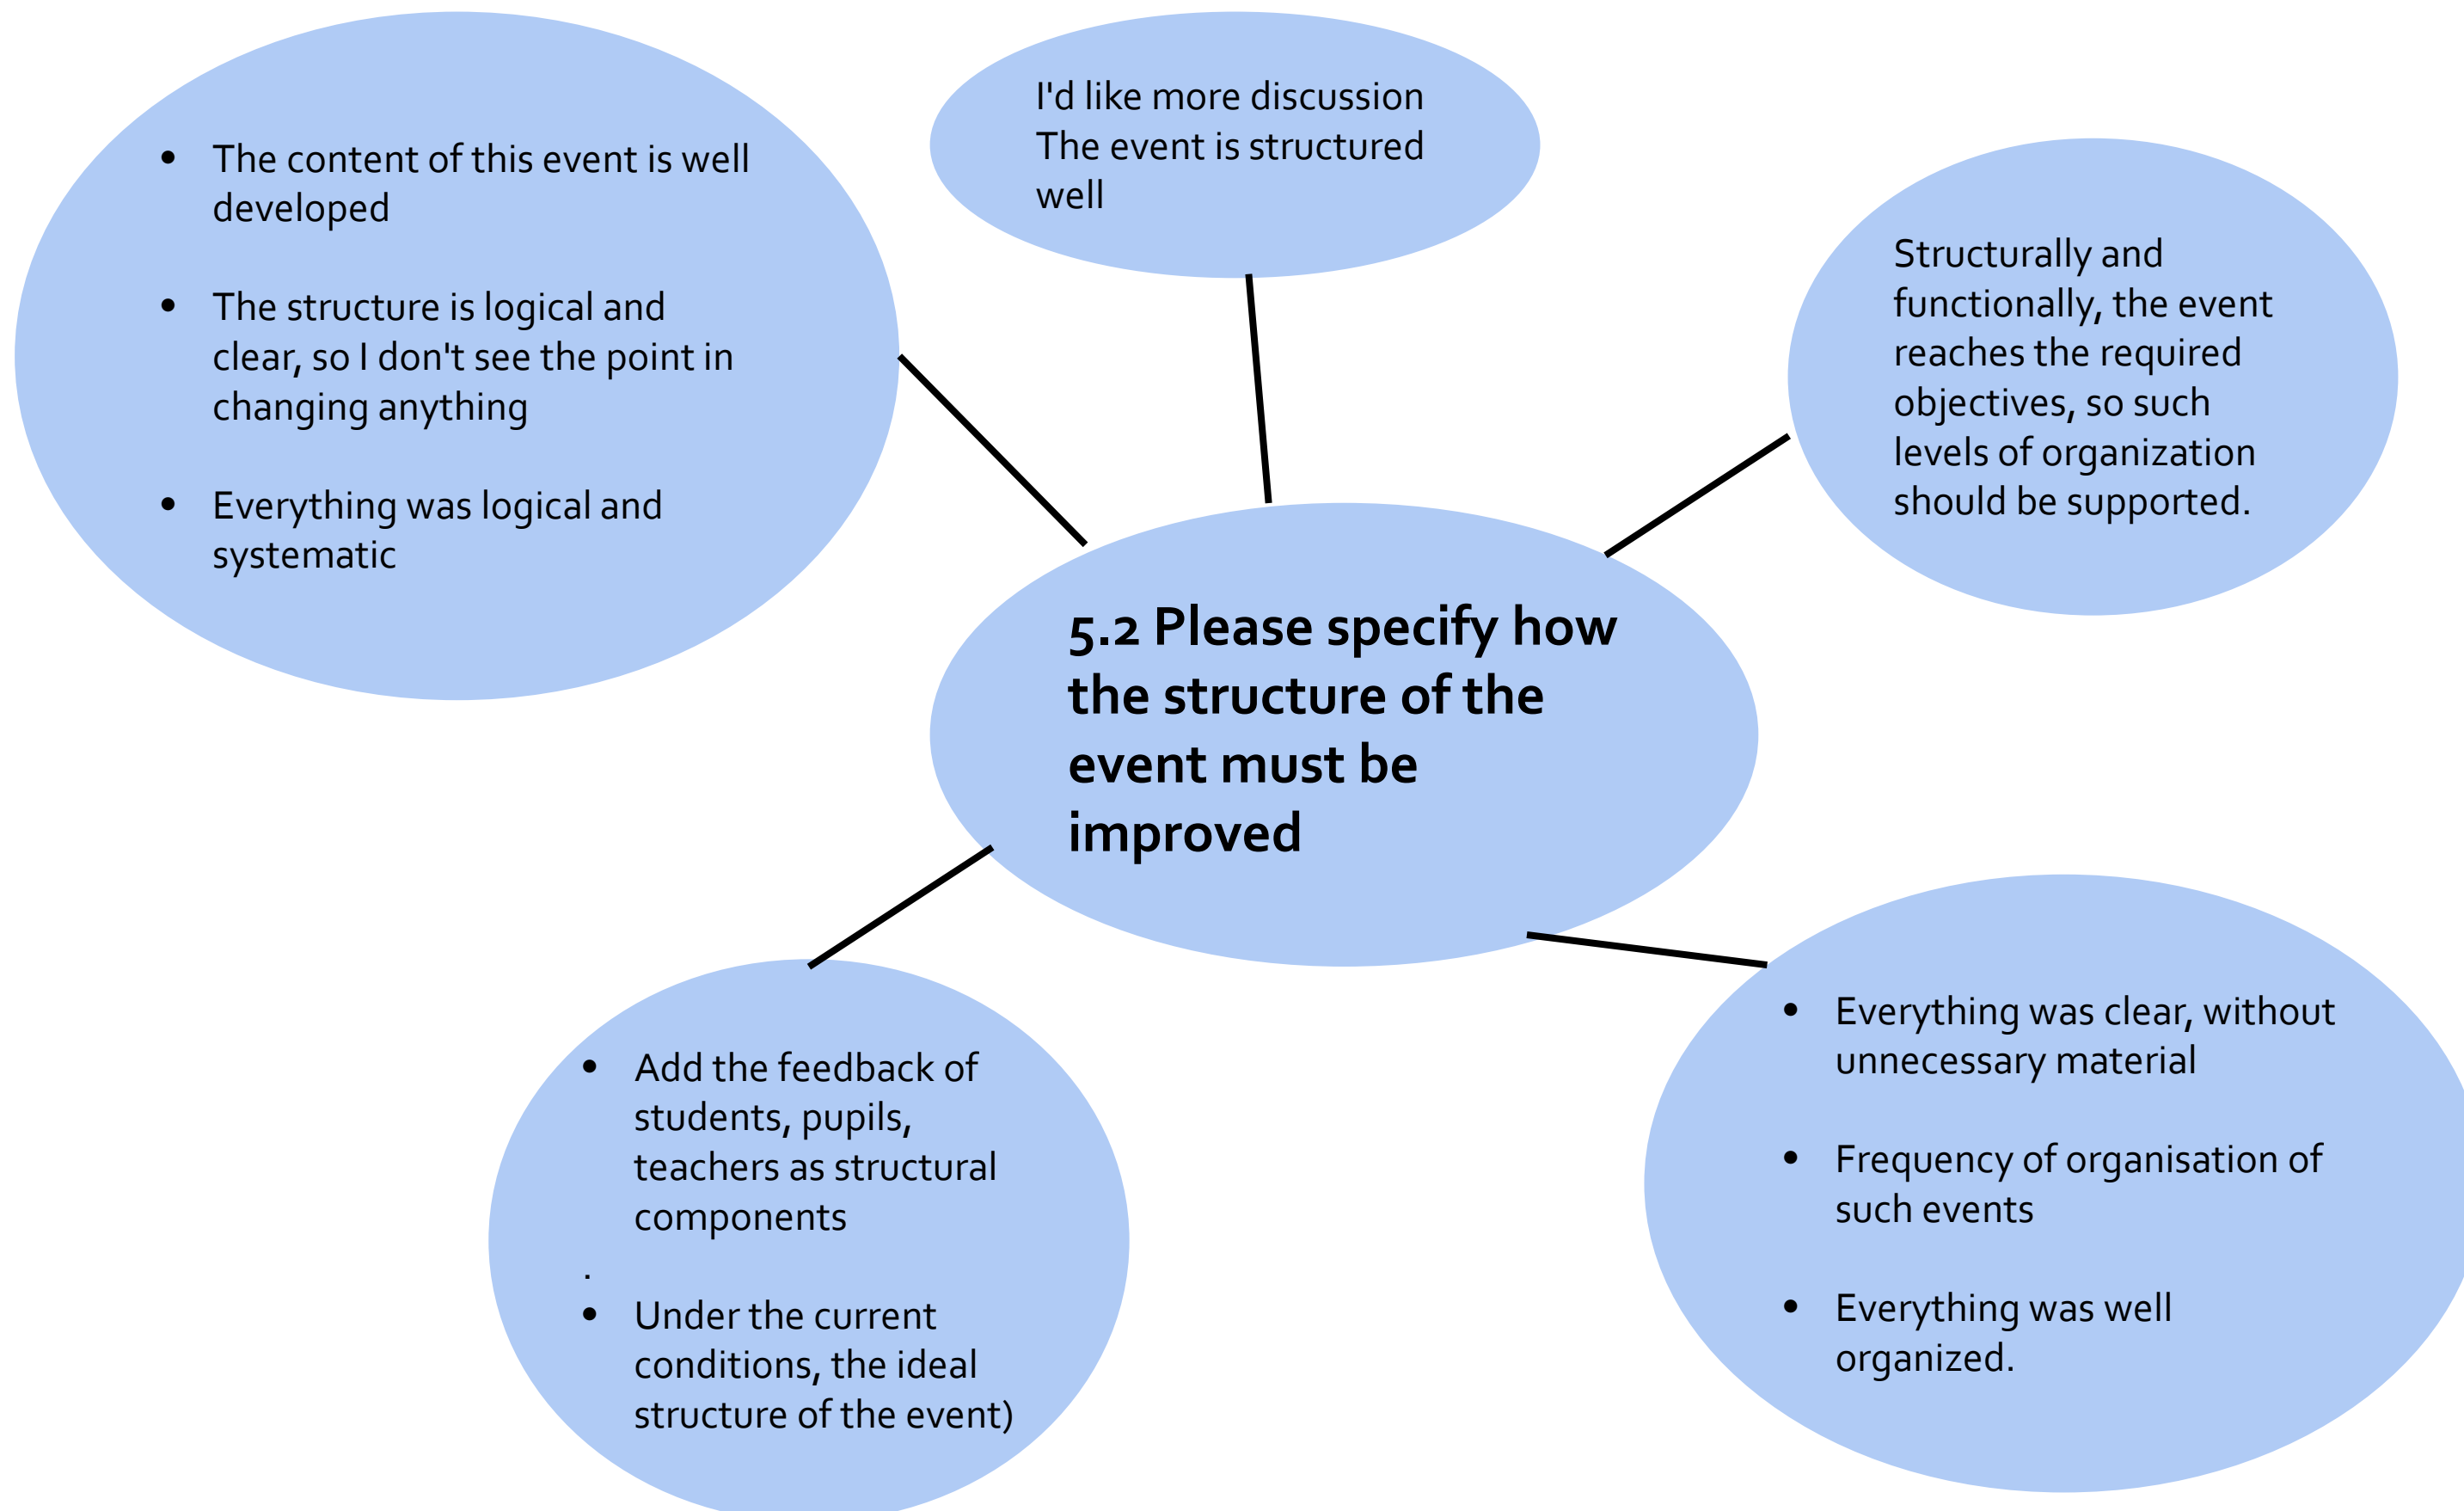 • The content of this event is well
developed
• The structure is logical and
clear, so I don't see the point in
changing anything
• Everything was logical and
systematic
I'd like more discussion
The event is structured
well
Structurally and
functionally, the event
reaches the required
objectives, so such
levels of organization
should be supported.
5.2 Please specify how
the structure of the
event must be
improved
• Add the feedback of
students, pupils,
teachers as structural
components
.
• Under the current
conditions, the ideal
structure of the event)
• Everything was clear, without
unnecessary material
• Frequency of organisation of
such events
• Everything was well
organized.